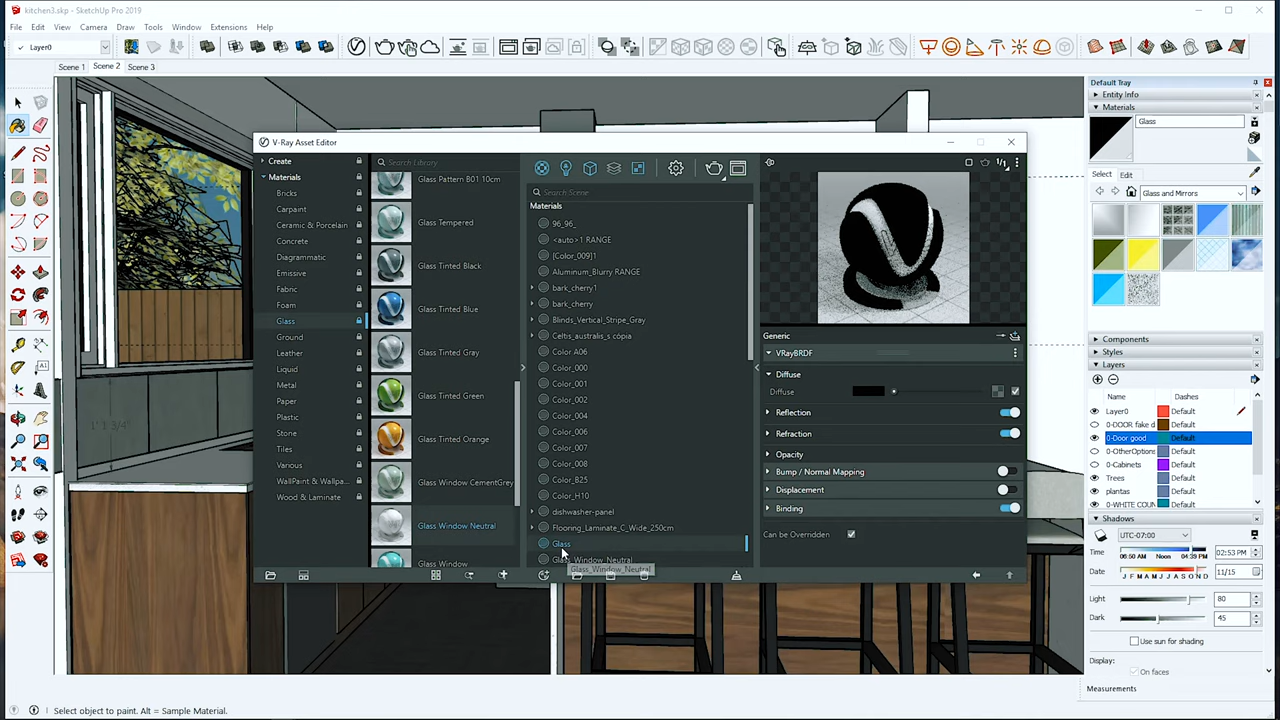 kitchen3.skp - SketchUp Pro 2019
File Edit View Camera Draw Tools Window Extensions Help
Layer0
Scene 1 Scene 2 Scene 3
1' 1 3/4"
V-Ray Asset Editor
Create
Materials
Bricks
Carpaint
Ceramic & Porcelain
Concrete
Diagrammatic
Emissive
Fabric
Foam
Glass
Ground
Leather
Liquid
Metal
Paper
Plastic
Stone
Tiles
Various
WallPaint & Wallpa...
Wood & Laminate
Search Library
Glass Pattern B01 10cm
Glass Tempered
Glass Tinted Black
Glass Tinted Blue
Glass Tinted Gray
Glass Tinted Green
Glass Tinted Orange
Glass Window CementGrey
Glass Window Neutral
Glass Window
Search Scene
Materials
96_96_
<auto>1 RANGE
[Color_009]1
Aluminum_Blurry RANGE
bark_cherry1
bark_cherry
Blinds_Vertical_Stripe_Gray
Celtis_australis_s copia
Color A06
Color_000
Color_001
Color_002
Color_004
Color_006
Color_007
Color_008
Color_B25
Color_H10
dishwasher-panel
Flooring_Laminate_C_Wide_250cm
Glass
Glass_Window_Neutral
Glass_Window_Neutral
1/1
Generic
VRayBRDF
Diffuse
Diffuse
Reflection
Refraction
Opacity
Bump / Normal Mapping
Displacement
Binding
Can be Overridden
Default Tray
Entity Info
Materials
Glass
Select Edit
Glass and Mirrors
Components
Styles
Layers
Name Dashes
Layer0 Default
0-DOOR fake d Default
0-Door good Default
0-OtherOptions Default
0-Cabinets Default
Trees Default
plantas Default
Shadows
UTC-07:00
Time 06:50 AM Noon 04:39 PM 02:53 PM
Date J F M A M J J A S O N D 11/15
Light 80
Dark 45
Use sun for shading
Display:
On faces
Measurements
Select object to paint. Alt = Sample Material.